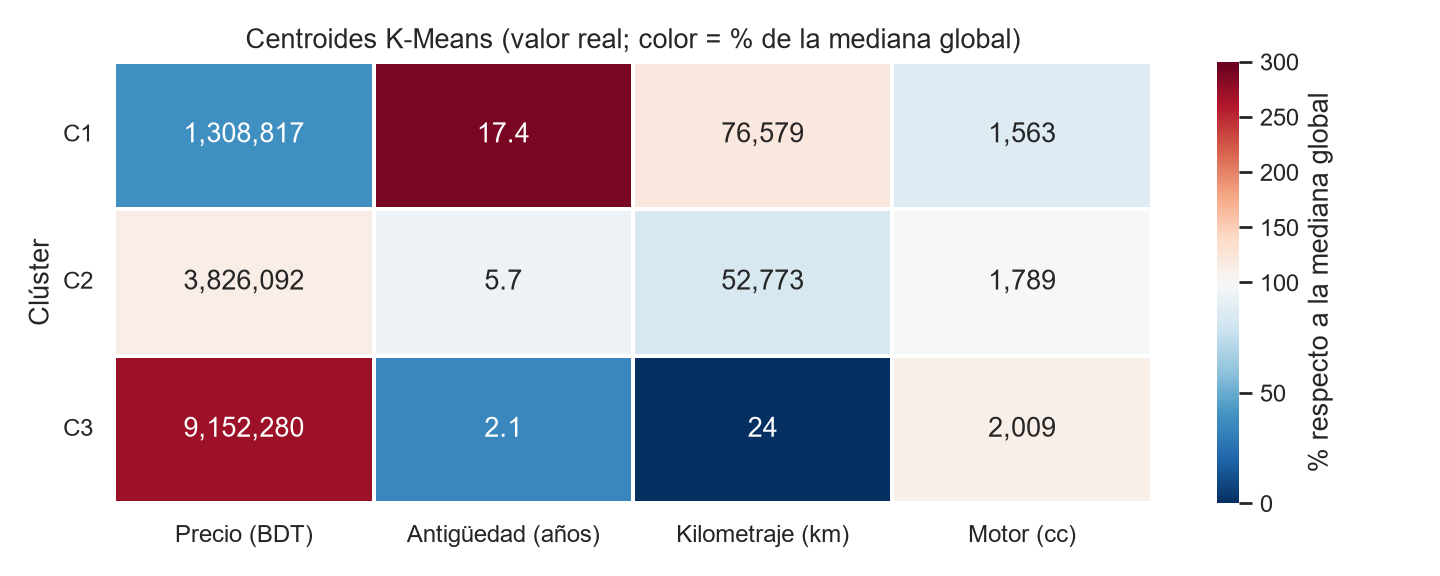 Centroides K-Means (valor real; color = % de la mediana global)
Clúster
C1 1,308,817 17.4 76,579 1,563
C2 3,826,092 5.7 52,773 1,789
C3 9,152,280 2.1 24 2,009
Precio (BDT) Antigüedad (años) Kilometraje (km) Motor (cc)
300
250
200
150
100
50
0
% respecto a la mediana global